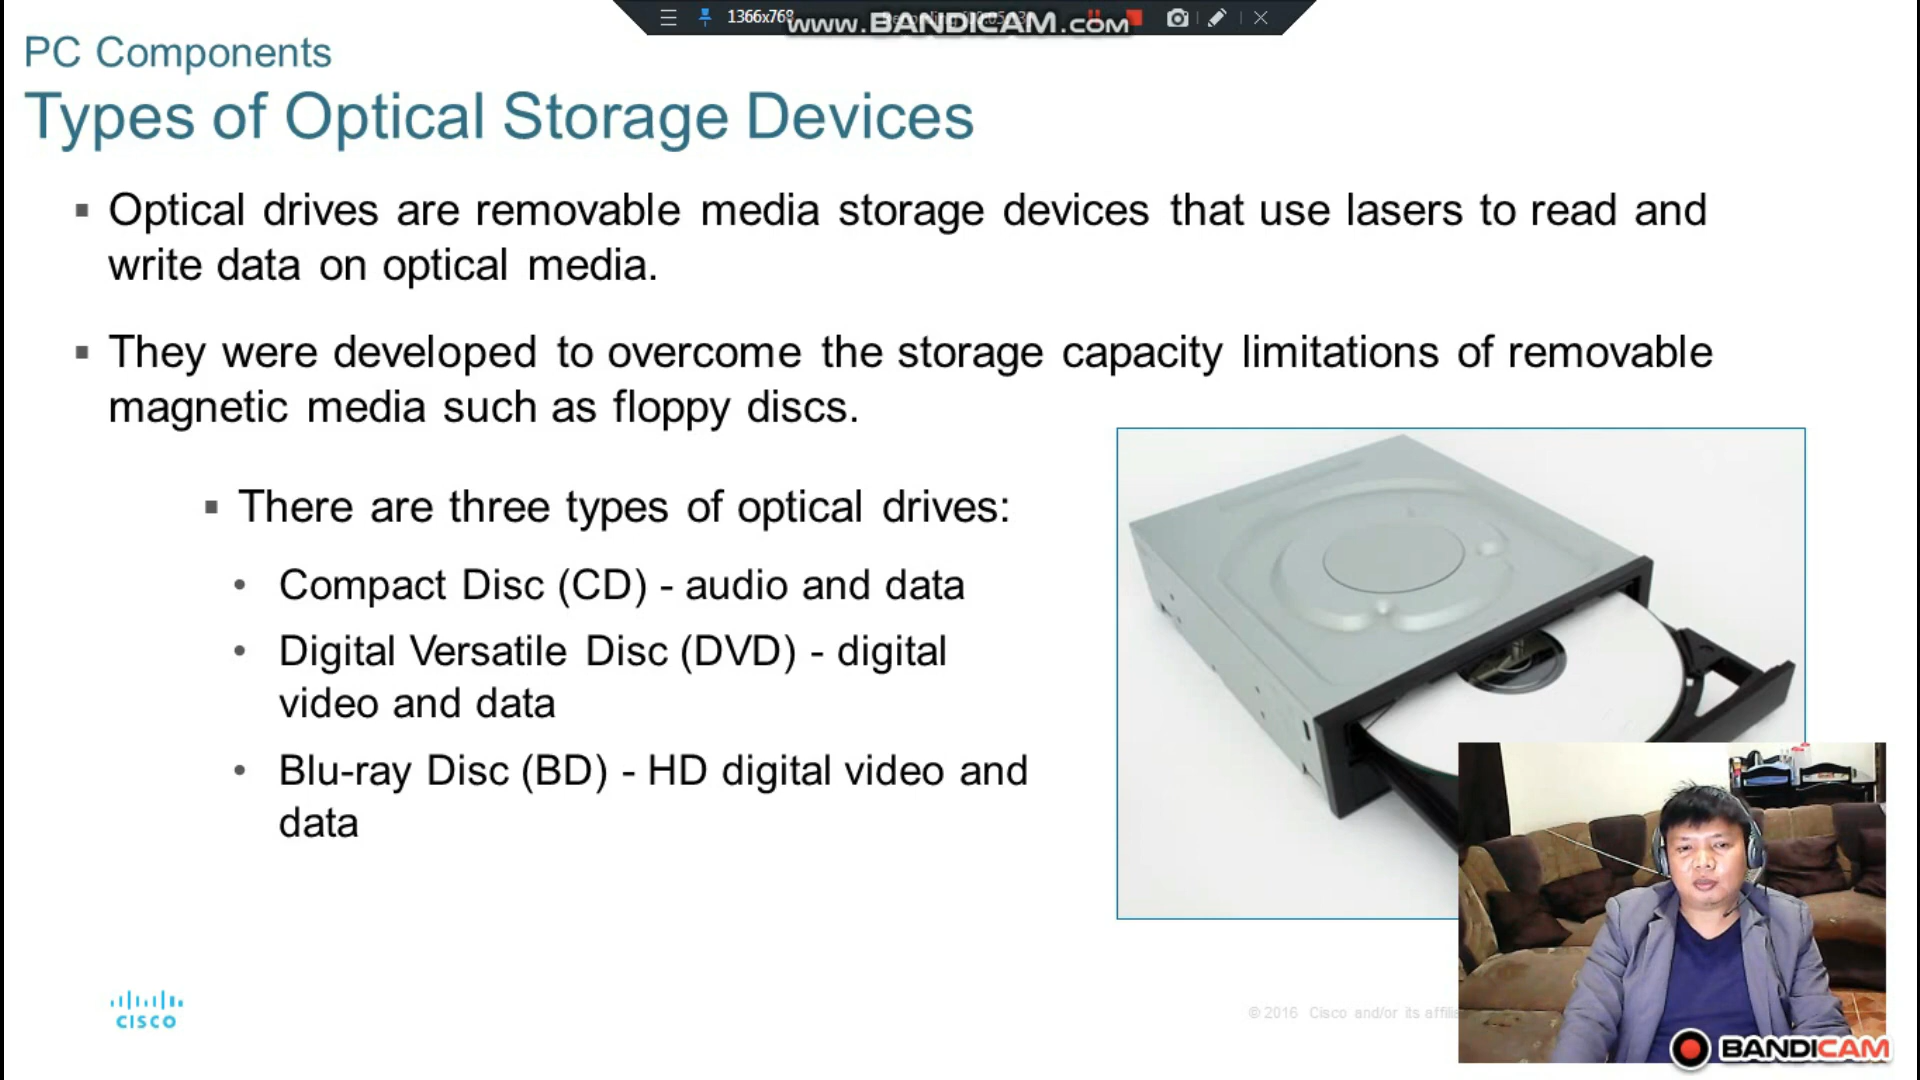 1366x768
www.BANDICAM.com
PC Components
Types of Optical Storage Devices
▪ Optical drives are removable media storage devices that use lasers to read and
write data on optical media.
▪ They were developed to overcome the storage capacity limitations of removable
magnetic media such as floppy discs.
▪ There are three types of optical drives:
• Compact Disc (CD) - audio and data
• Digital Versatile Disc (DVD) - digital
video and data
• Blu-ray Disc (BD) - HD digital video and
data
CISCO
© 2016 Cisco and/or its
BANDICAM